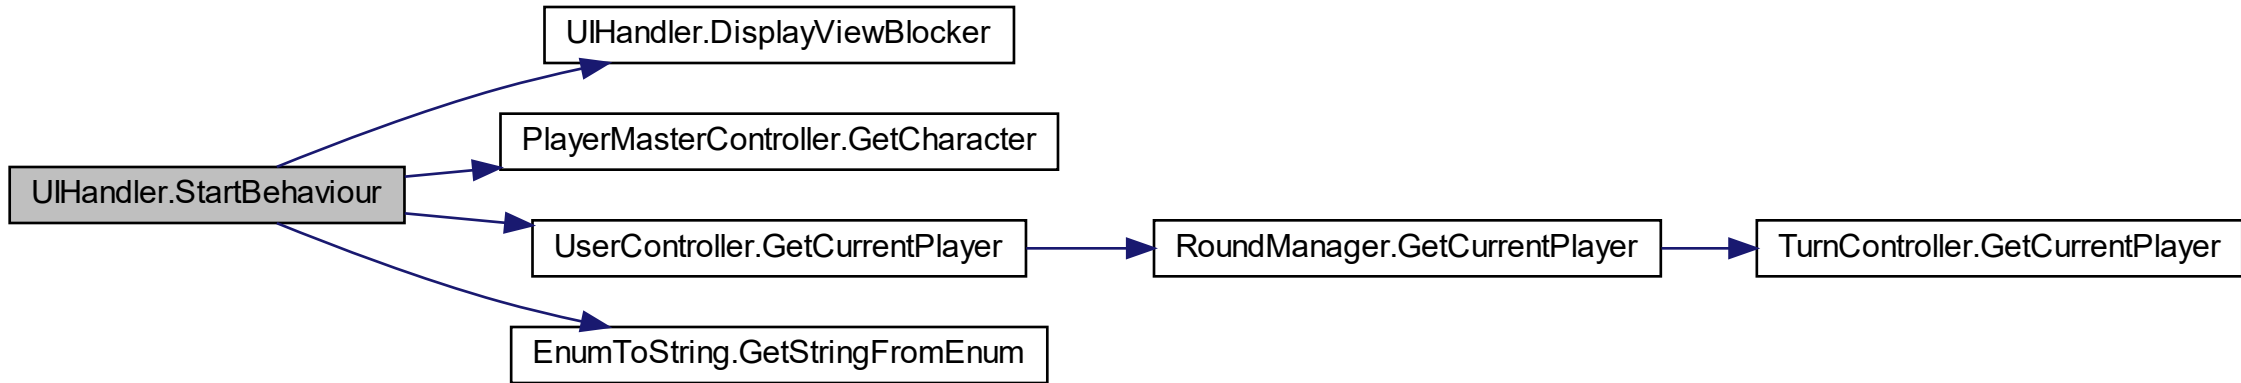 UIHandler.DisplayViewBlocker
PlayerMasterController.GetCharacter
UIHandler.StartBehaviour
UserController.GetCurrentPlayer
RoundManager.GetCurrentPlayer
TurnController.GetCurrentPlayer
EnumToString.GetStringFromEnum